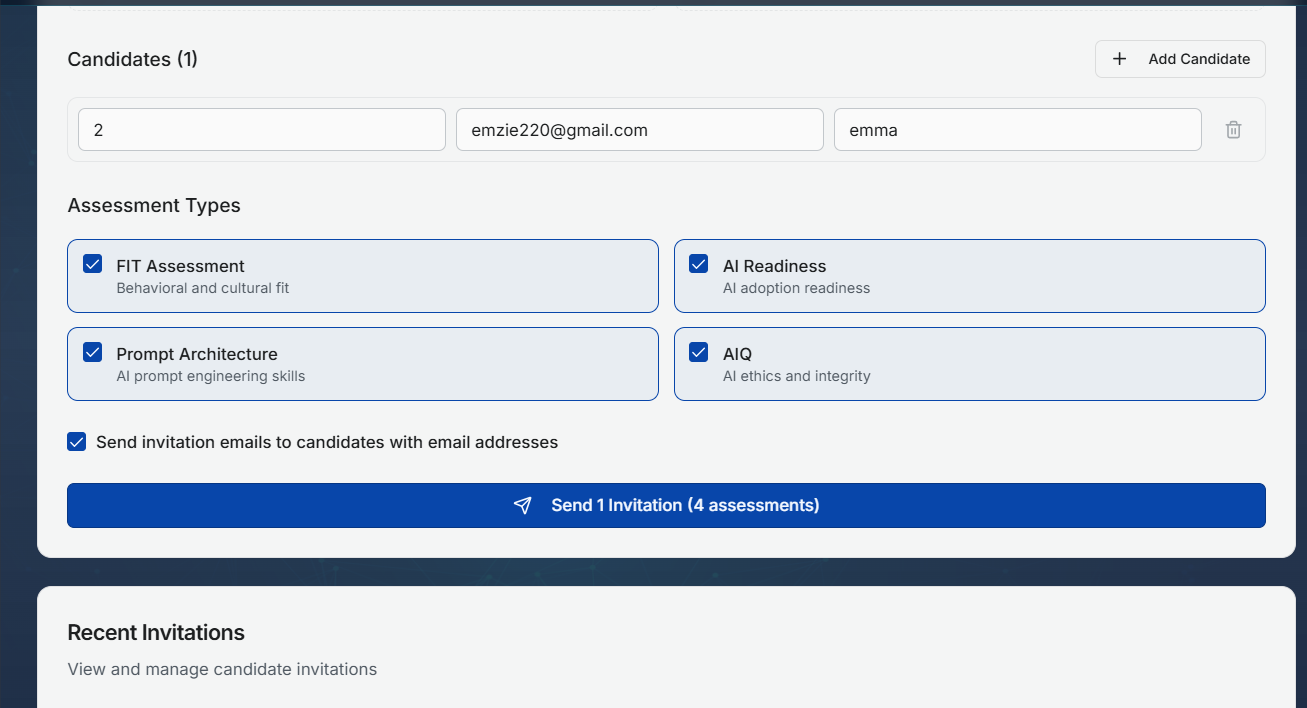 Candidates (1)
Add Candidate
2
emzie220@gmail.com
emma
Assessment Types
FIT Assessment
Behavioral and cultural fit
AI Readiness
AI adoption readiness
Prompt Architecture
AI prompt engineering skills
AIQ
AI ethics and integrity
Send invitation emails to candidates with email addresses
Send 1 Invitation (4 assessments)
Recent Invitations
View and manage candidate invitations